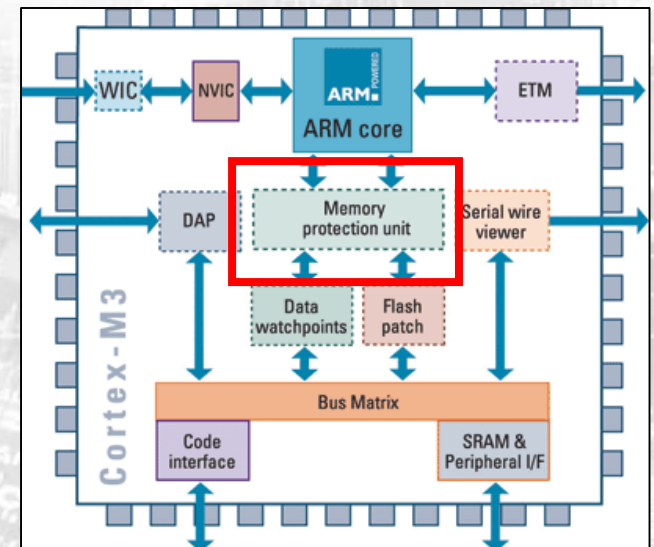 WIC
NVIC
ARM
POWERED
ARM core
ETM
DAP
Memory
protection unit
Serial wire
viewer
Data
watchpoints
Flash
patch
Cortex-M3
Bus Matrix
Code
interface
SRAM &
Peripheral I/F